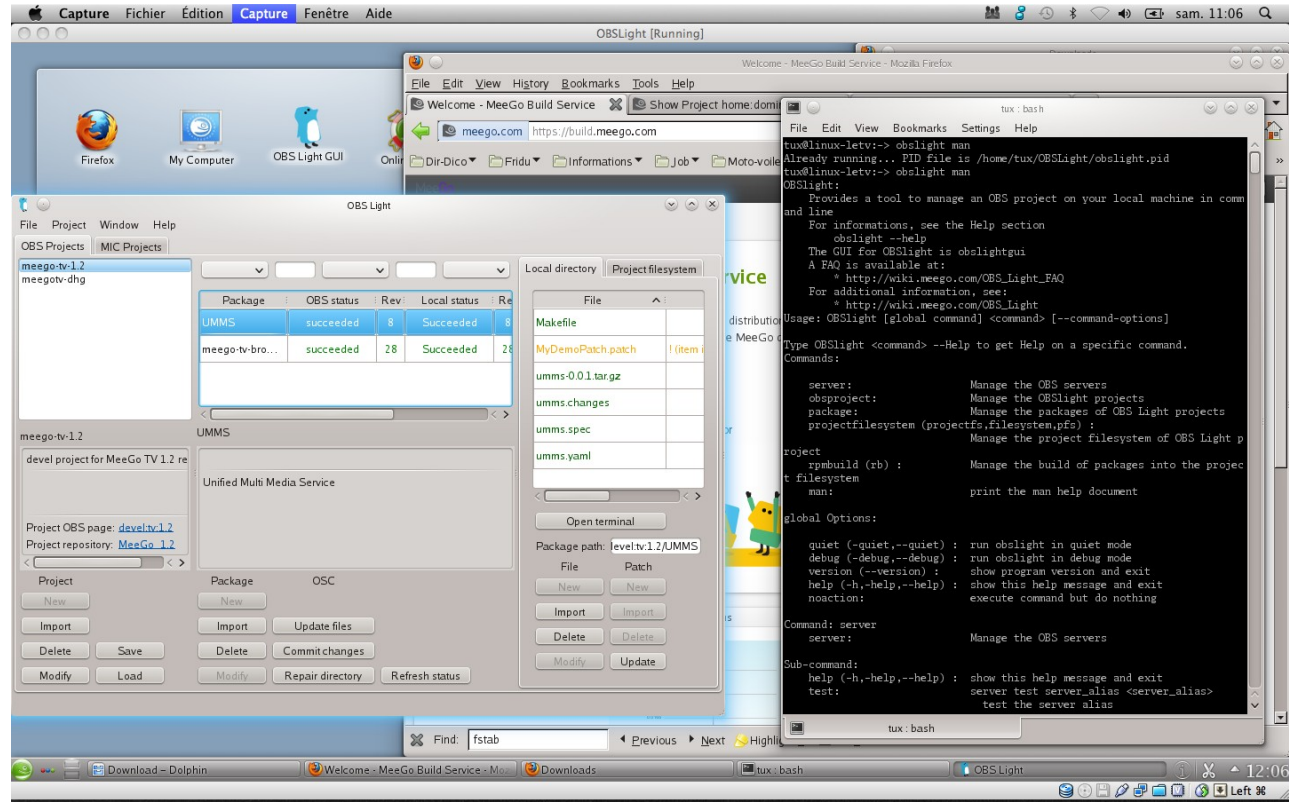 Capture Fichier Édition Capture Fenêtre Aide
sam. 11:06
OBSLight [Running]
Firefox
My Computer
OBS Light GUI
Welcome - MeeGo Build Service - Mozilla Firefox
File Edit View History Bookmarks Tools Help
Welcome - MeeGo Build Service
Show Project home:domi
meego.com https://build.meego.com
Dir-Dico Fridu Informations Job Moto-voile
OBS Light
File Project Window Help
OBS Projects MIC Projects
meego-tv-1.2
meegotv-dhg
Package OBS status Rev Local status Re
UMMS succeeded 8 Succeeded 8
meego-tv-bro... succeeded 28 Succeeded 28
meego-tv-1.2
devel project for MeeGo TV 1.2 re
Project OBS page: devel:tv:1.2
Project repository: MeeGo_1.2
UMMS
Unified Multi Media Service
Project
New
Import
Delete Save
Modify Load
Package OSC
New
Import Update files
Delete Commit changes
Modify Repair directory Refresh status
Local directory Project filesystem
File
Makefile
MyDemoPatch.patch ! (item i
umms-0.0.1.tar.gz
umms.changes
umms.spec
umms.yaml
Open terminal
Package path: level:tv:1.2/UMMS
File Patch
New New
Import Import
Delete Delete
Modify Update
vice
distribution
e MeeGo
tux : bash
File Edit View Bookmarks Settings Help
tux@linux-letv:~> obslight man
Already running... PID file is /home/tux/OBSLight/obslight.pid
tux@linux-letv:~> obslight man
OBSlight:
Provides a tool to manage an OBS project on your local machine in comm
and line
For informations, see the Help section
obslight --help
The GUI for OBSlight is obslightgui
A FAQ is available at:
* http://wiki.meego.com/OBS_Light_FAQ
For additional information, see:
* http://wiki.meego.com/OBS_Light
Usage: OBSlight [global command] <command> [--command-options]
Type OBSlight <command> --Help to get Help on a specific command.
Commands:
server: Manage the OBS servers
obsproject: Manage the OBSlight projects
package: Manage the packages of OBS Light projects
projectfilesystem (projectfs,filesystem,pfs) :
Manage the project filesystem of OBS Light p
roject
rpmbuild (rb) : Manage the build of packages into the projec
t filesystem
man: print the man help document
global Options:
quiet (-quiet,--quiet) : run obslight in quiet mode
debug (-debug,--debug) : run obslight in debug mode
version (--version) : show program version and exit
help (-h,-help,--help) : show this help message and exit
noaction: execute command but do nothing
Command: server
server: Manage the OBS servers
Sub-command:
help (-h,-help,--help) : show this help message and exit
test: server test server_alias <server_alias>
test the server alias
tux : bash
Find: fstab Previous Next
Download – Dolphin
Welcome - MeeGo Build Service - Moz
Downloads
tux : bash
OBS Light
12:06
Left ⌘